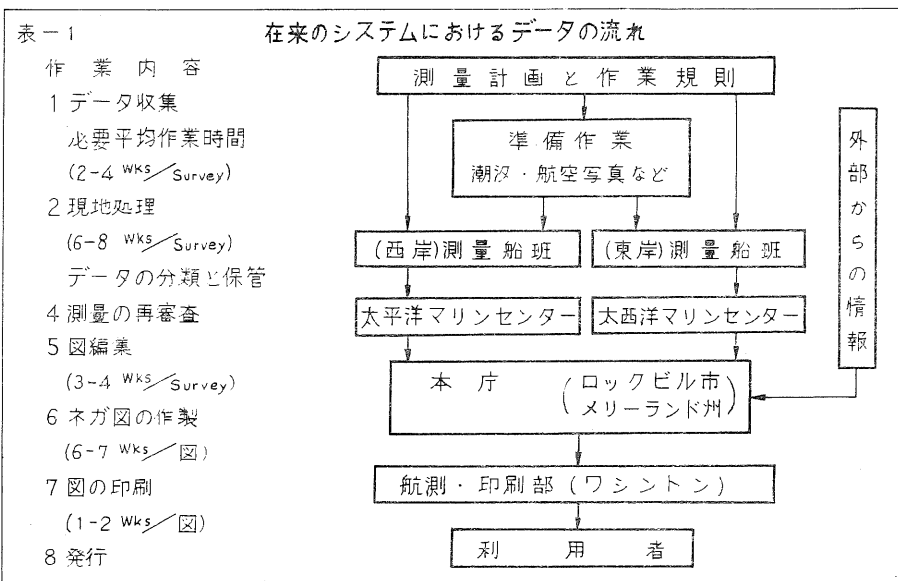 表-1
在来のシステムにおけるデータの流れ
作業内容
1 データ収集
必要平均作業時間
(2-4 Wks/Survey)
2 現地処理
(6-8 Wks/Survey)
データの分類と保管
4 測量の再審査
5 図編集
(3-4 Wks/Survey)
6 ネガ図の作製
(6-7 Wks/図)
7 図の印刷
(1-2 Wks/図)
8 発行
測量計画と作業規則
準備作業
潮汐・航空写真など
(西岸)測量船班
(東岸)測量船班
太平洋マリンセンター
太西洋マリンセンター
本庁
(ロックビル市
メリーランド州)
航測・印刷部(ワシントン)
利用者
外部からの情報